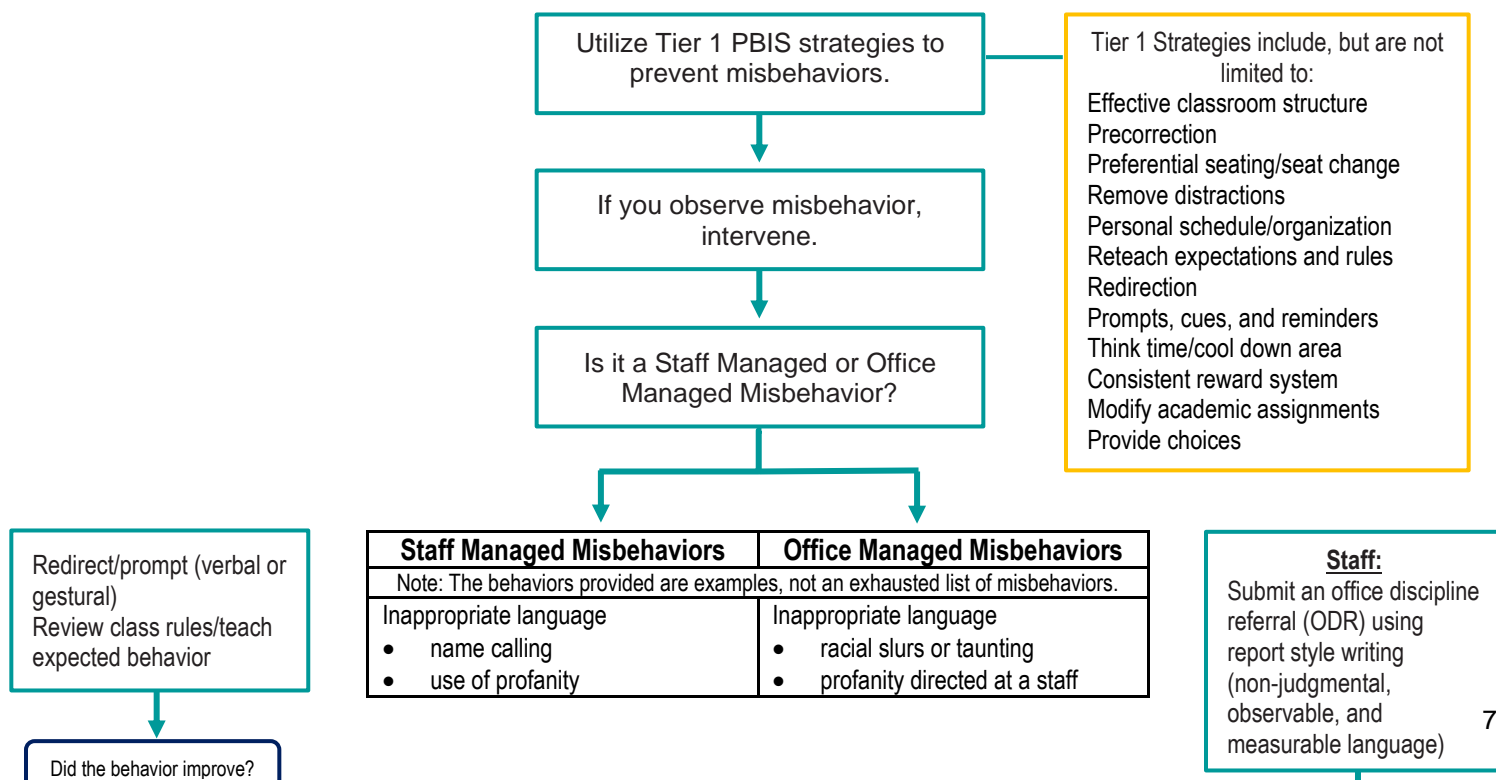 Utilize Tier 1 PBIS strategies to
prevent misbehaviors.
Tier 1 Strategies include, but are not
limited to:
Effective classroom structure
Precorrection
Preferential seating/seat change
Remove distractions
Personal schedule/organization
Reteach expectations and rules
Redirection
Prompts, cues, and reminders
Think time/cool down area
Consistent reward system
Modify academic assignments
Provide choices
If you observe misbehavior,
intervene.
Is it a Staff Managed or Office
Managed Misbehavior?
Redirect/prompt (verbal or
gestural)
Review class rules/teach
expected behavior
Did the behavior improve?
Staff Managed Misbehaviors Office Managed Misbehaviors
Note: The behaviors provided are examples, not an exhausted list of misbehaviors.
Inappropriate language
• name calling
• use of profanity
Inappropriate language
• racial slurs or taunting
• profanity directed at a staff
Staff:
Submit an office discipline
referral (ODR) using
report style writing
(non-judgmental,
observable, and
measurable language)
7